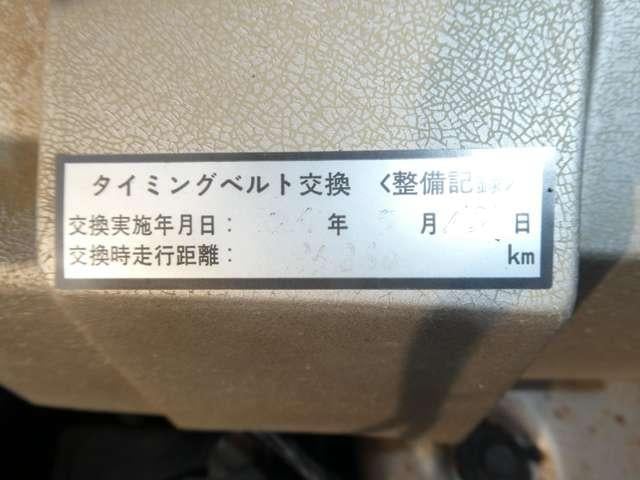 タイミングベルト交換 〈整備記録〉
交換実施年月日： 年 月 日
交換時走行距離： km